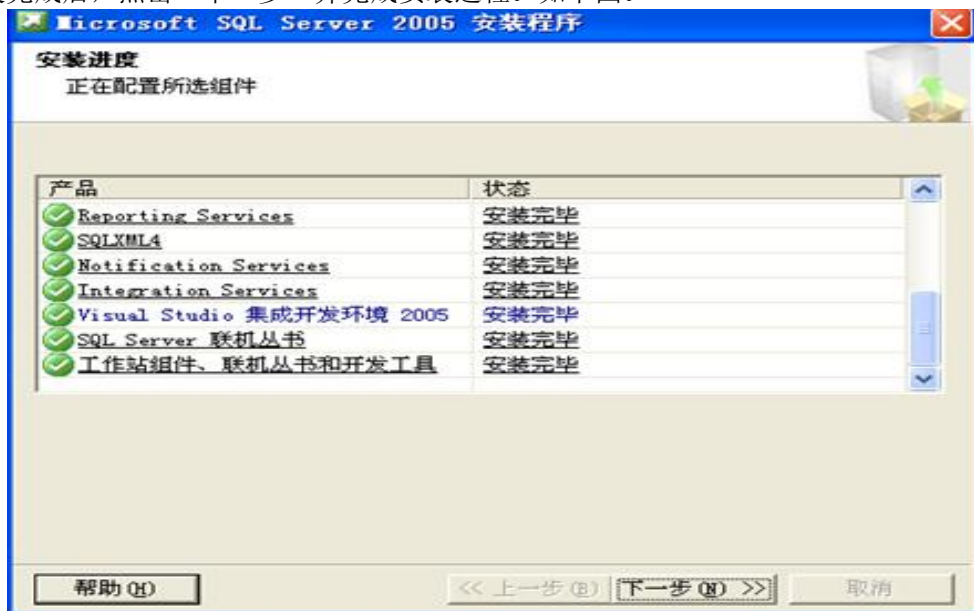 Microsoft SQL Server 2005 安装程序
安装进度
正在配置所选组件
产品 状态
Reporting Services 安装完毕
SQLXML4 安装完毕
Notification Services 安装完毕
Integration Services 安装完毕
Visual Studio 集成开发环境 2005 安装完毕
SQL Server 联机丛书 安装完毕
工作站组件、联机丛书和开发工具 安装完毕
帮助(H) << 上一步(B) 下一步(N) >> 取消